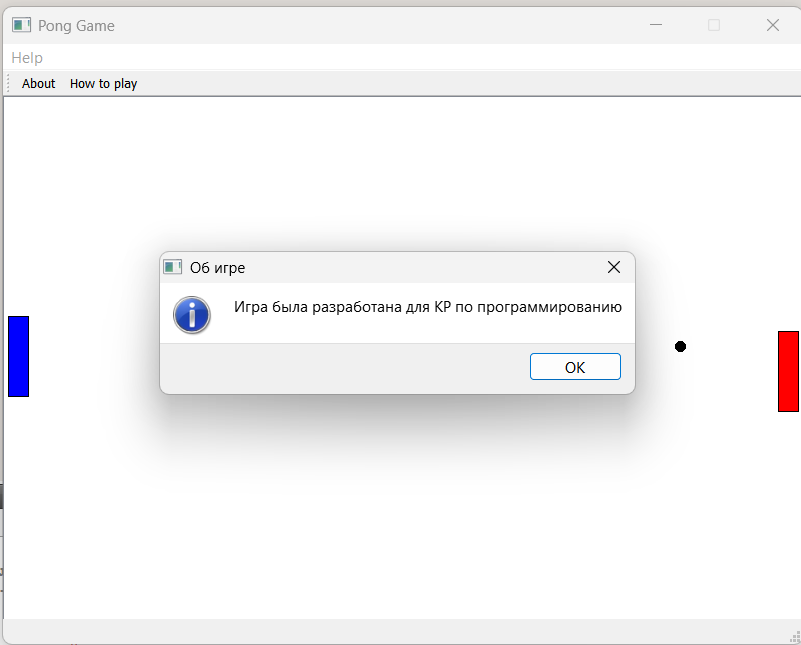 Pong Game
Help
About How to play
Об игре
Игра была разработана для КР по программированию
OK